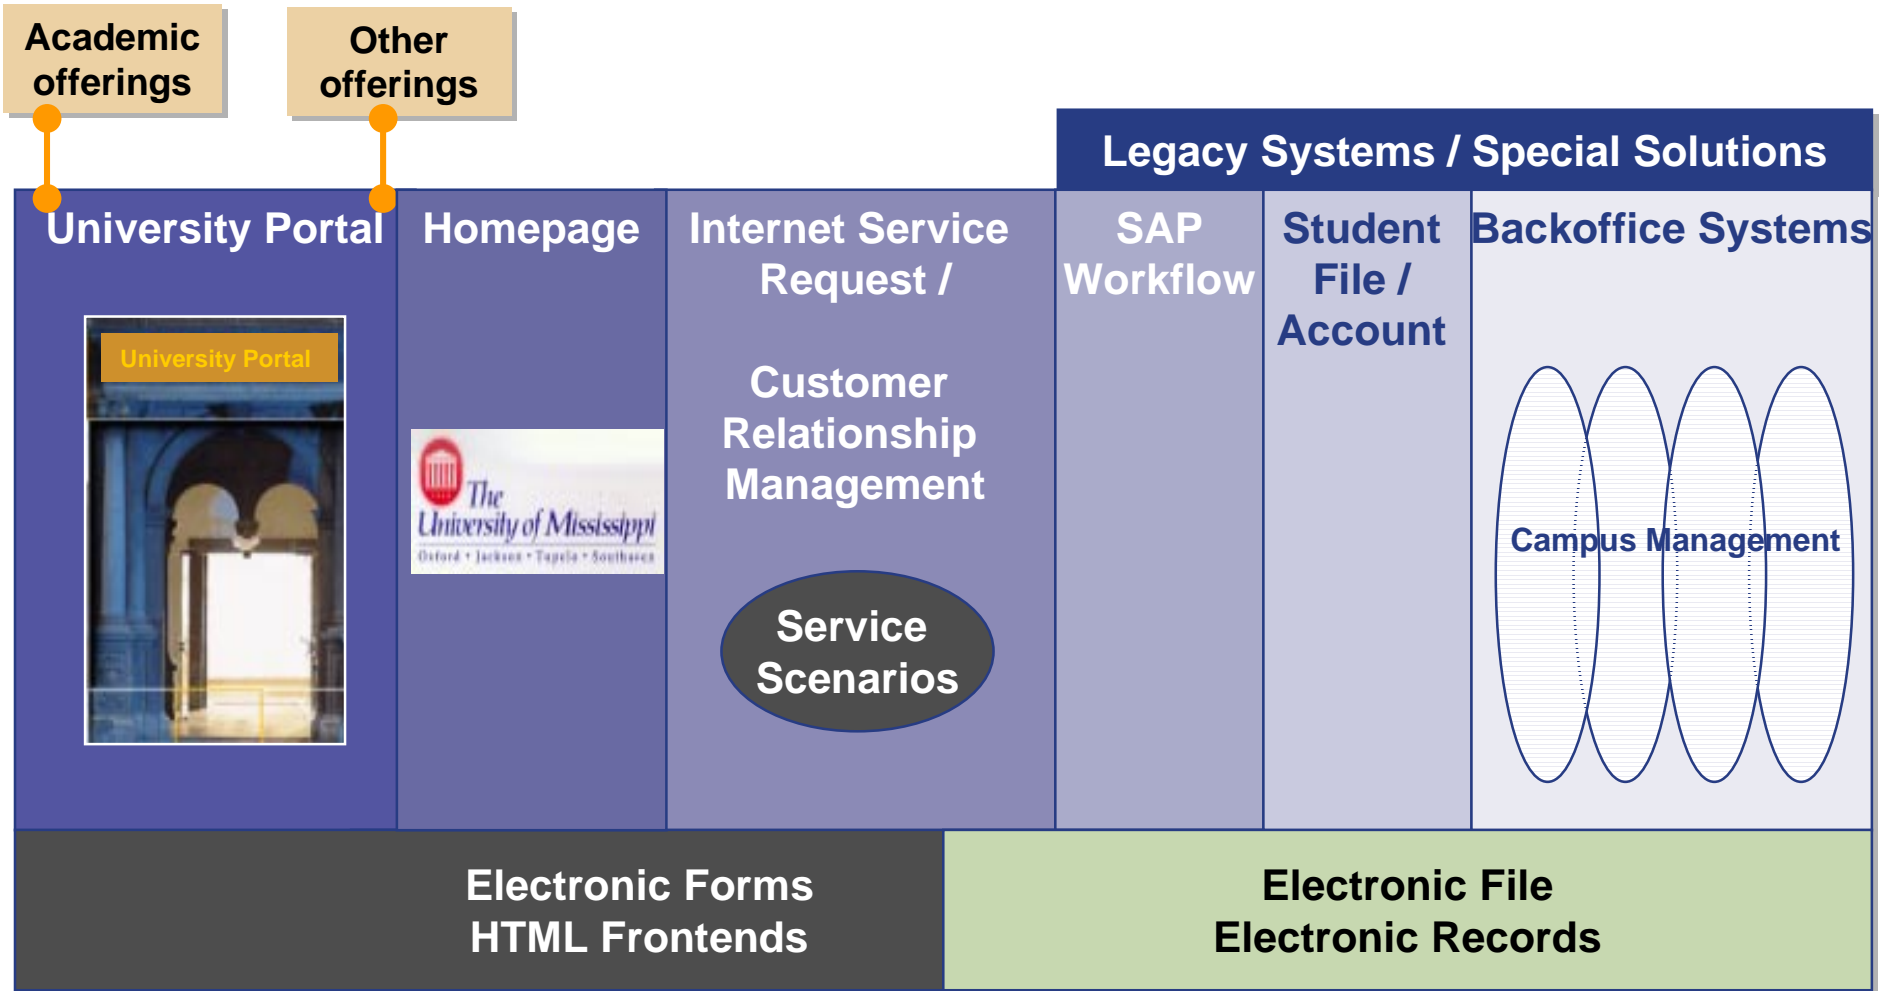 Academic
offerings
Other
offerings
Legacy Systems / Special Solutions
University Portal
Homepage
Internet Service
Request /
Customer
Relationship
Management
SAP
Workflow
Student
File /
Account
Backoffice Systems
University Portal
The
University of Mississippi
Oxford • Jackson • Tupelo • Southaven
Service
Scenarios
Campus Management
Electronic Forms
HTML Frontends
Electronic File
Electronic Records